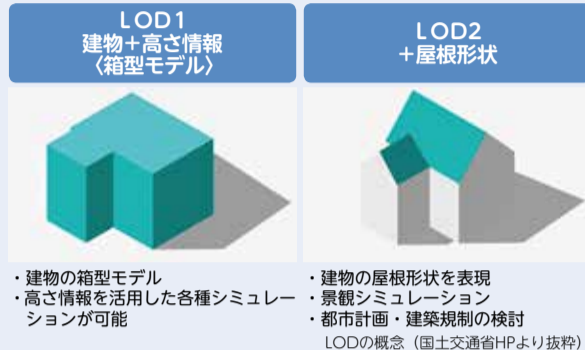 LOD1
建物＋高さ情報
〈箱型モデル〉
LOD2
＋屋根形状
・建物の箱型モデル
・高さ情報を活用した各種シミュレー
ションが可能
・建物の屋根形状を表現
・景観シミュレーション
・都市計画・建築規制の検討
LODの概念（国土交通省HPより抜粋）